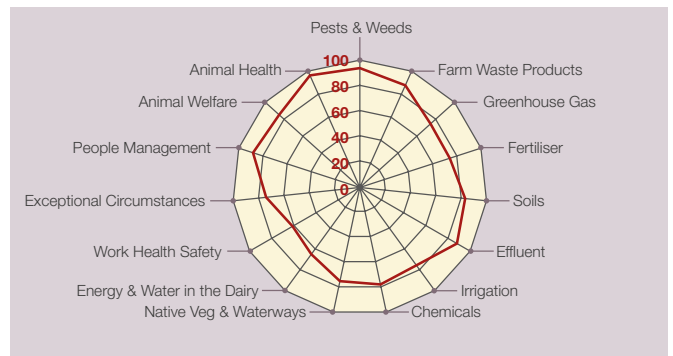 Pests & Weeds
100
Animal Health
Farm Waste Products
80
Animal Welfare
Greenhouse Gas
60
40
People Management
Fertiliser
20
0
Exceptional Circumstances
Soils
Work Health Safety
Effluent
Energy & Water in the Dairy
Irrigation
Native Veg & Waterways
Chemicals